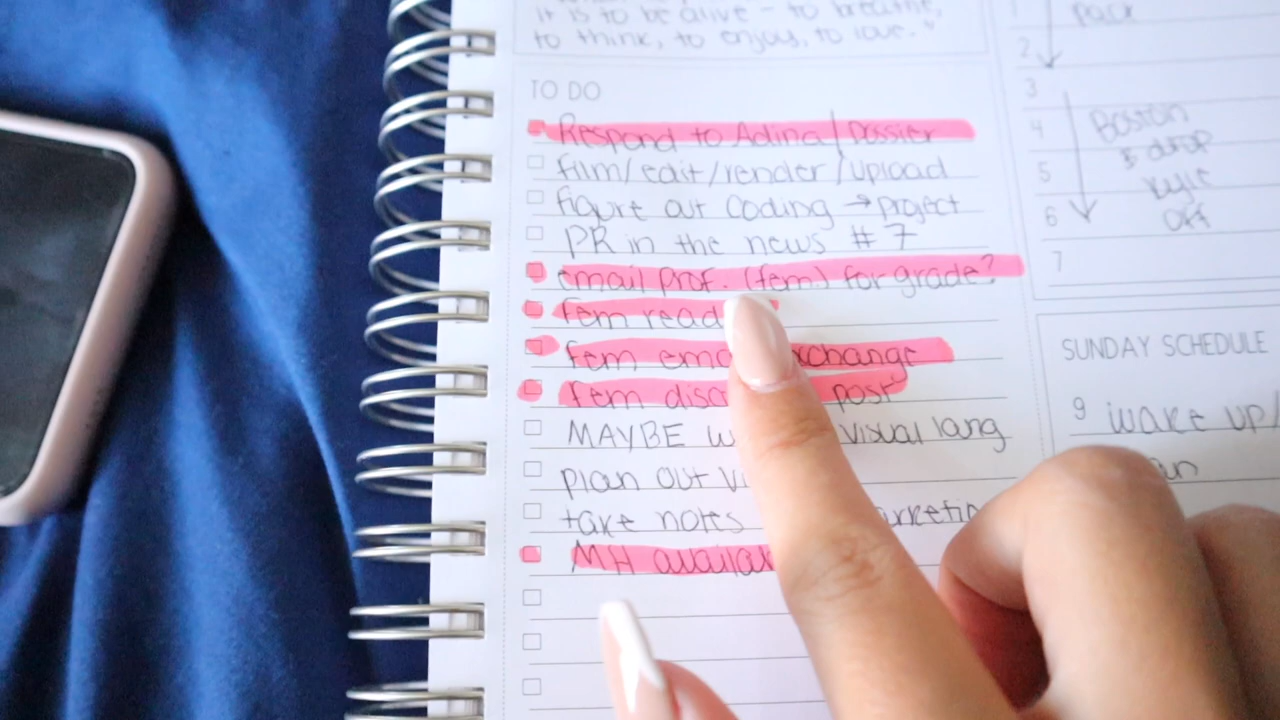 it is to be alive - to breathe,
to think, to enjoy, to love."
TO DO
Respond to Adina/Dossier
film/edit/render/upload
figure out coding → project
PR in the news #7
email prof. (fem) for grade?
fem read
fem exchange
fem post
MAYBE visual lang
plan out
take notes
MH
1
pack
2
3
4 Boston
5 & drop
Kyle
6 off
7
SUNDAY SCHEDULE
9 wake up/